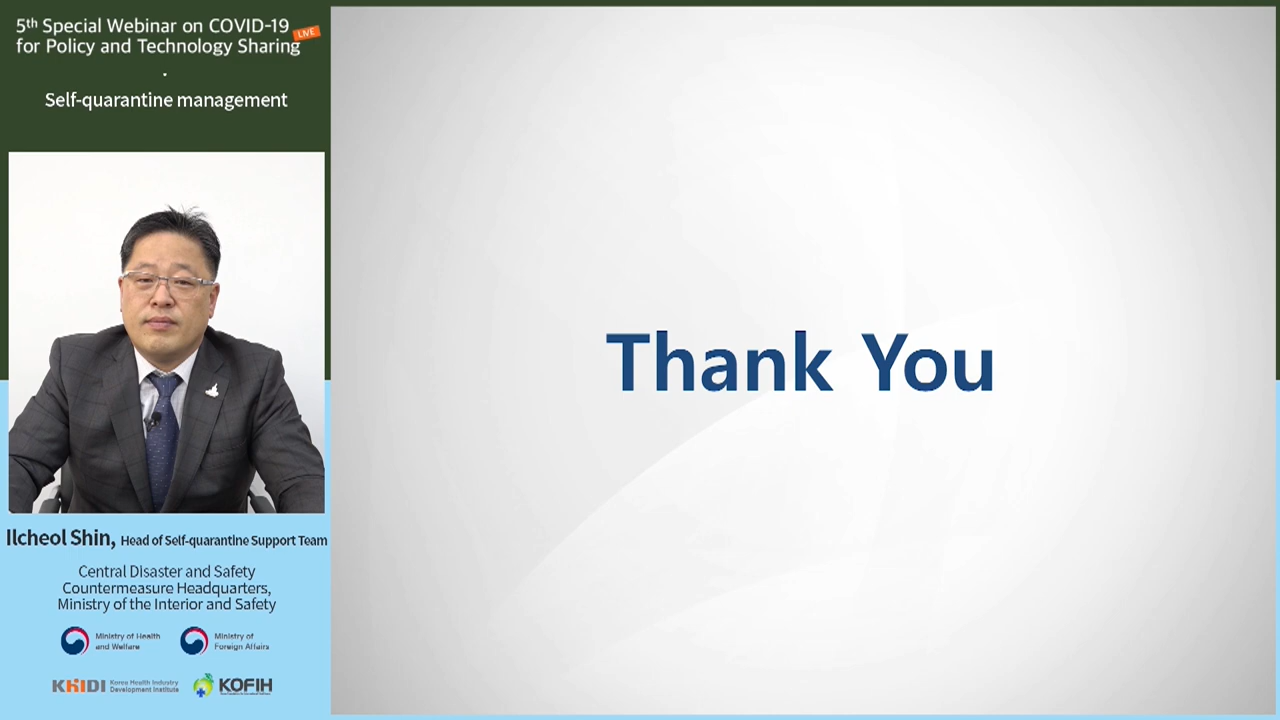 5th Special Webinar on COVID-19
for Policy and Technology Sharing
LIVE
Self-quarantine management
Thank You
Ilcheol Shin, Head of Self-quarantine Support Team
Central Disaster and Safety
Countermeasure Headquarters,
Ministry of the Interior and Safety
Ministry of Health
and Welfare
Ministry of
Foreign Affairs
KHIDI Korea Health Industry
Development Institute
KOFIH